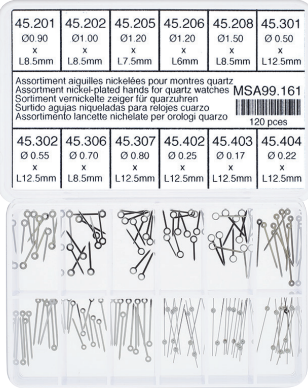 45.201 45.202 45.205 45.206 45.208 45.301
Ø0.90 Ø1.00 Ø1.20 Ø1.20 Ø1.50 Ø 0.50
x x x x x x
L8.5mm L8.5mm L7.5mm L6mm L8.5mm L12.5mm
Assortiment aiguilles nickelées pour montres quartz
Assortment nickel-plated hands for quartz watches
Sortiment vernickelte zeiger für quarzuhren
Surtido agujas niqueladas para relojes cuarzo
Assortimento lancette nichelate per orologi quarzo
MSA99.161
120 pces
45.302 45.306 45.307 45.402 45.403 45.404
Ø 0.55 Ø 0.70 Ø 0.80 Ø 0.25 Ø 0.17 Ø 0.22
x x x x x x
L12.5mm L8.5mm L12.5mm L12.5mm L12.5mm L12.5mm